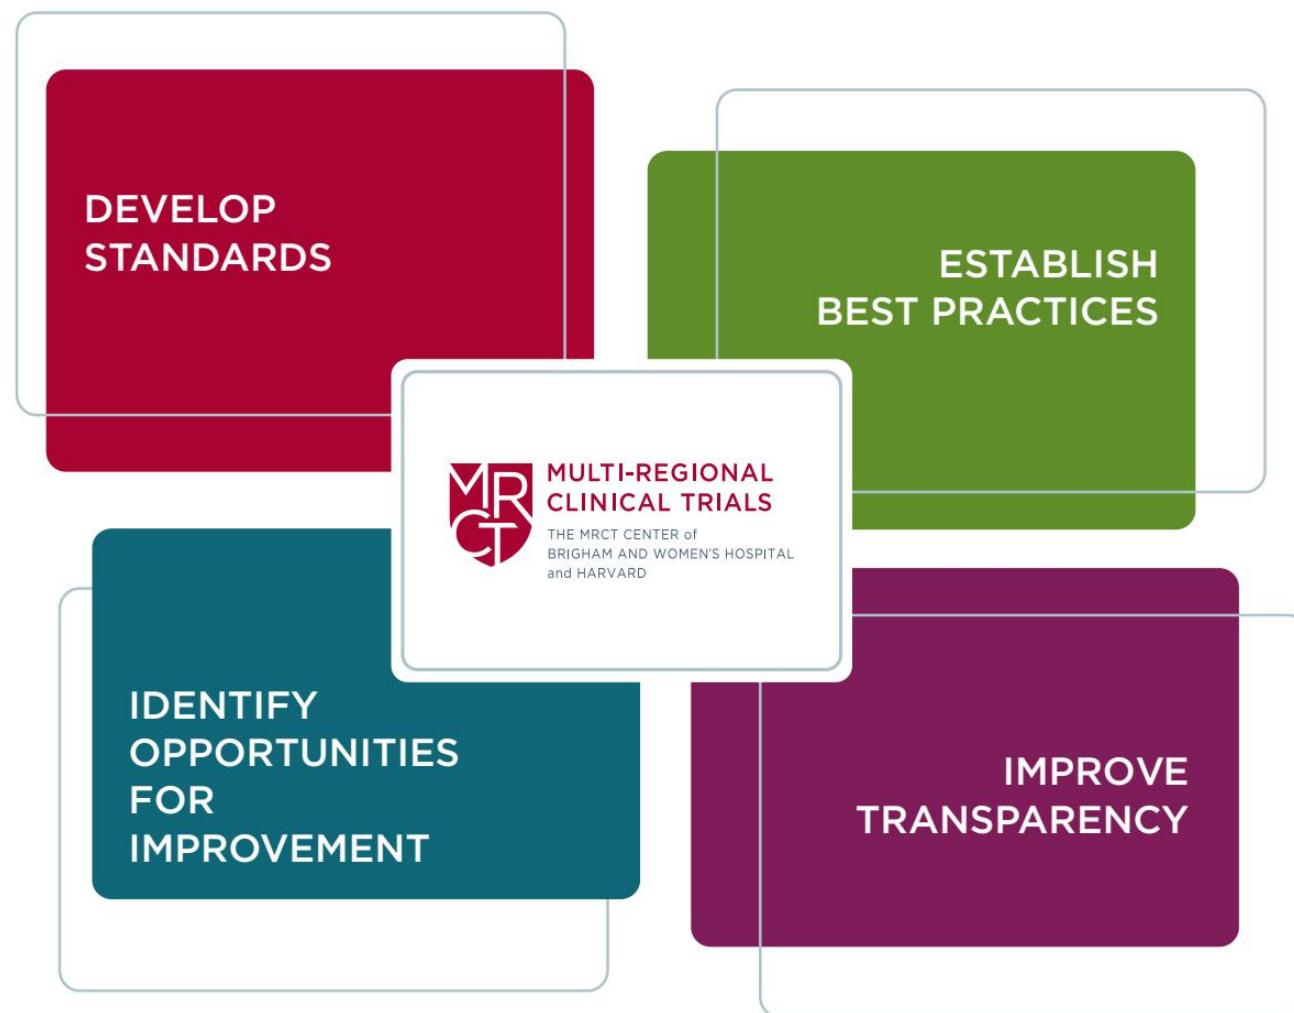 DEVELOP
STANDARDS
ESTABLISH
BEST PRACTICES
MRCT
MULTI-REGIONAL
CLINICAL TRIALS
THE MRCT CENTER of
BRIGHAM AND WOMEN'S HOSPITAL
and HARVARD
IDENTIFY
OPPORTUNITIES
FOR
IMPROVEMENT
IMPROVE
TRANSPARENCY